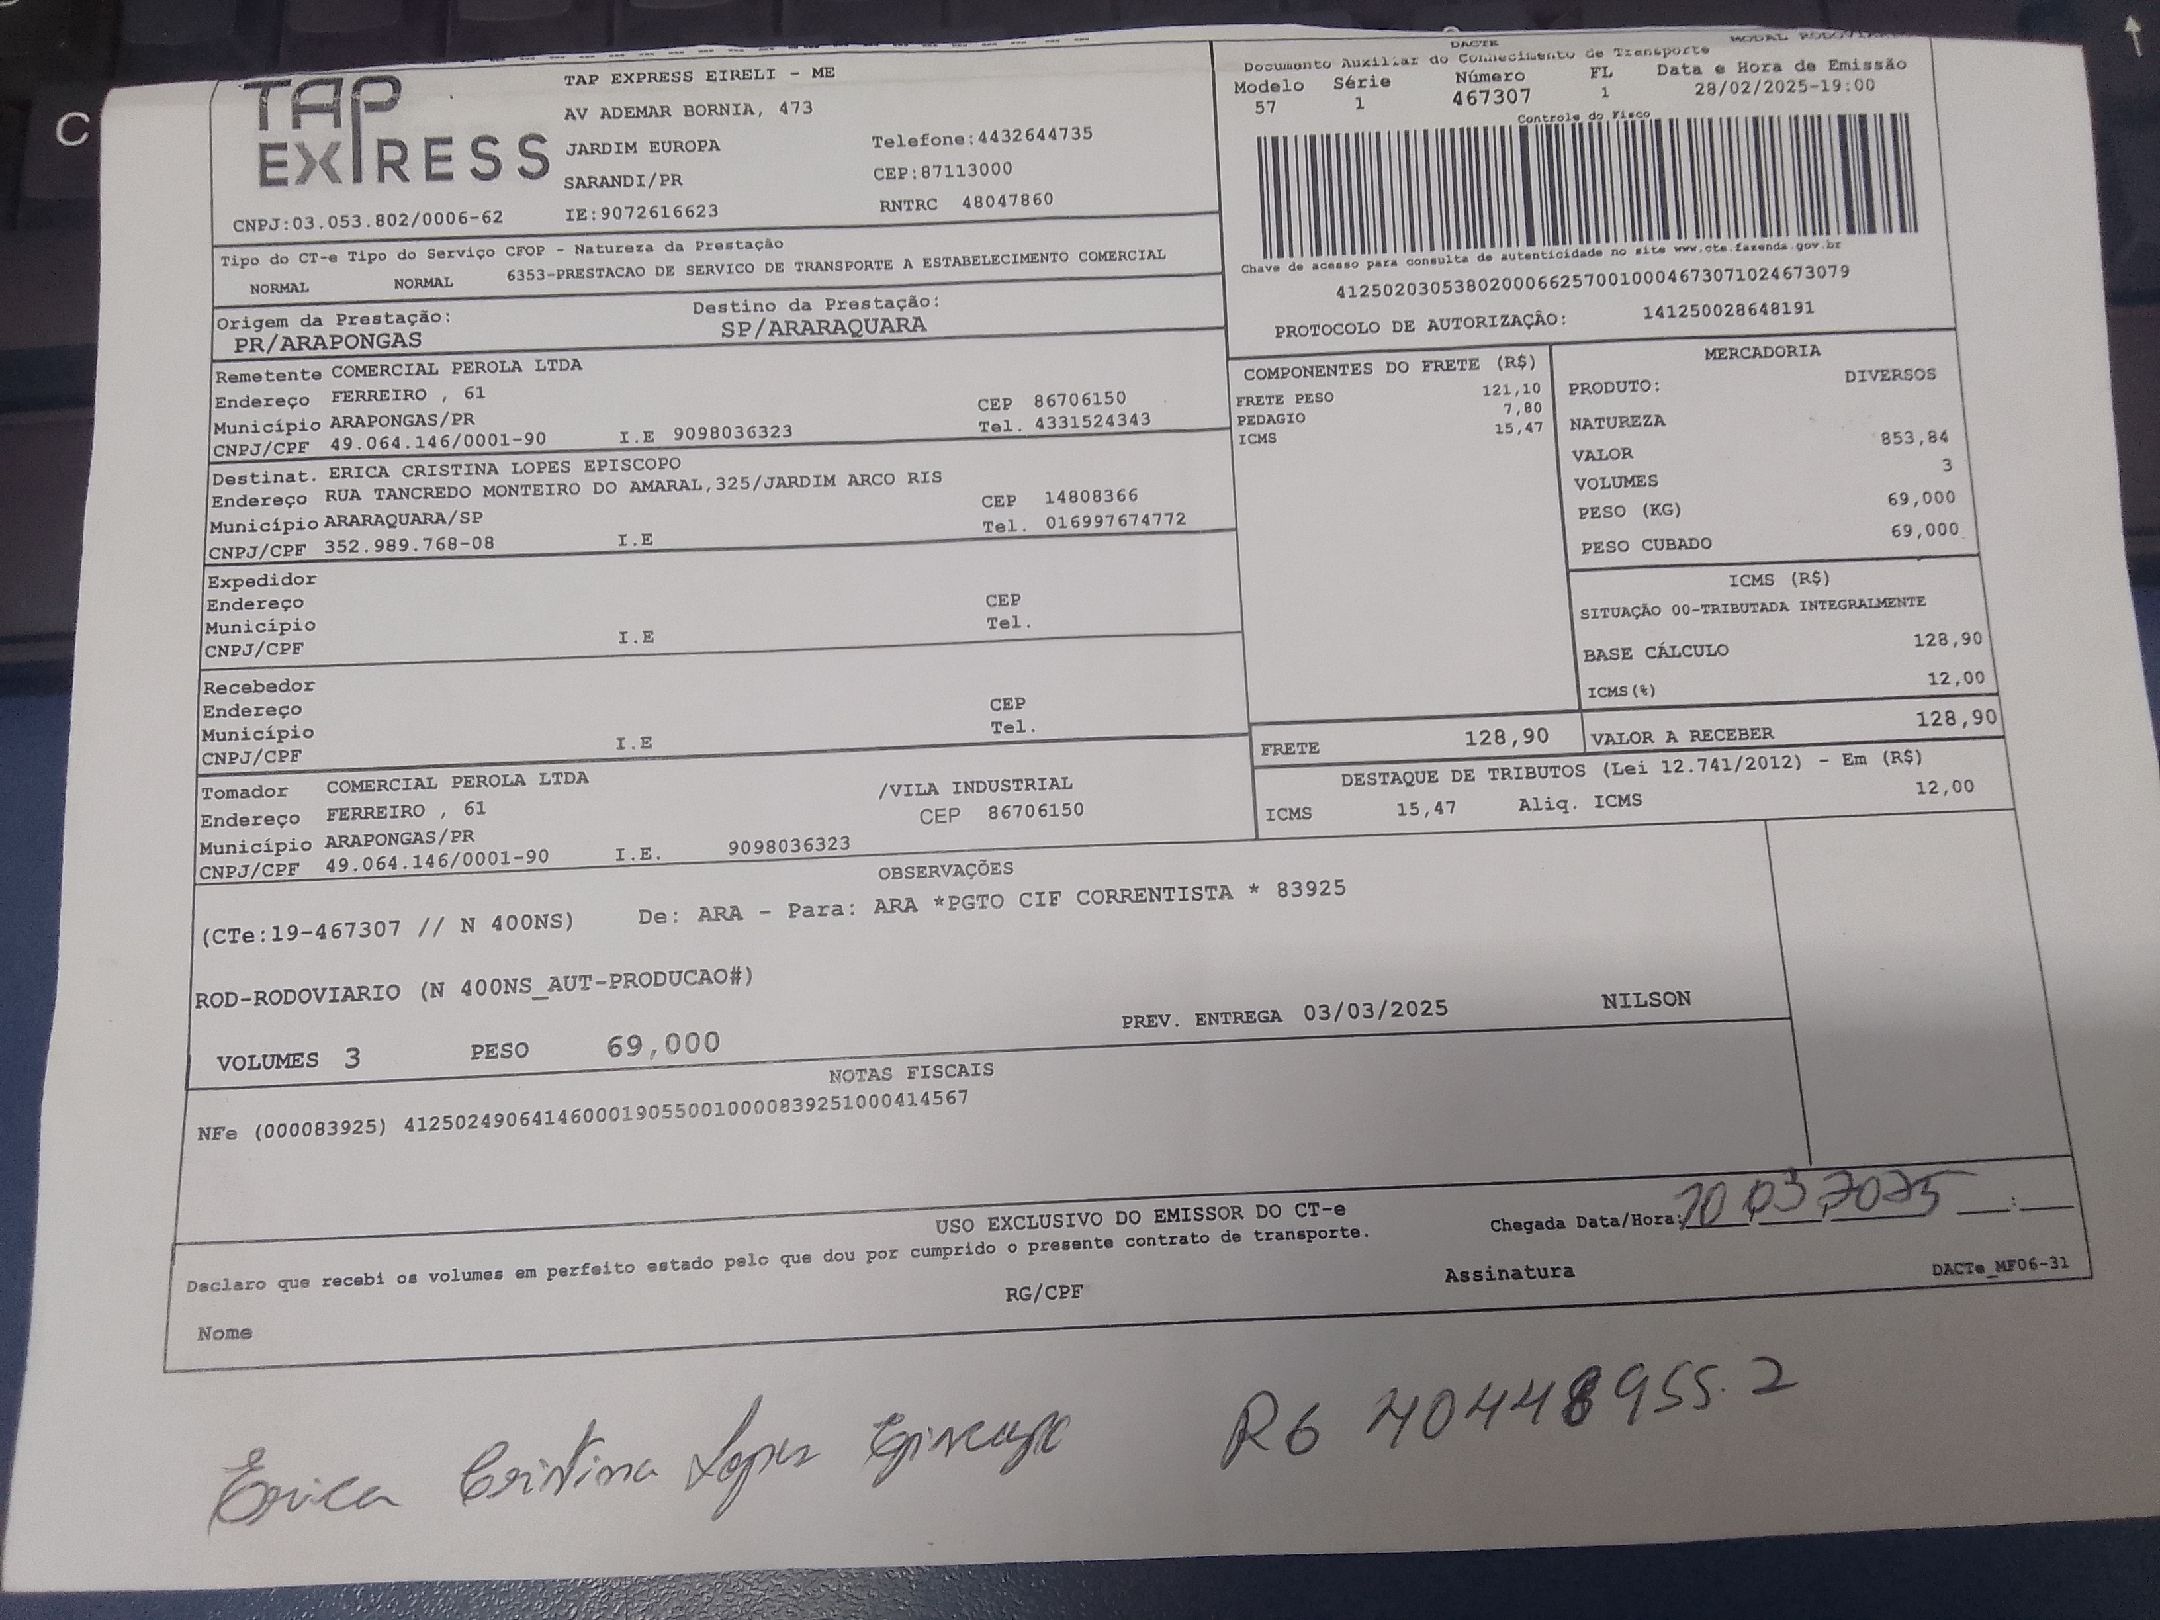 TAP
EXPRESS
CNPJ:03.053.802/0006-62
TAP EXPRESS EIRELI - ME
AV ADEMAR BORNIA, 473
JARDIM EUROPA Telefone:4432644735
SARANDI/PR CEP:87113000
IE:9072616623 RNTRC 48047860
DACTE MODAL
Documento Auxiliar do Conhecimento de Transporte
Modelo Série Número FL Data e Hora de Emissão
57 1 467307 1 28/02/2025-19:00
Controle do Fisco
Chave de acesso para consulta de autenticidade no site www.cte.fazenda.gov.br
41250203053802000662570010004673071024673079
PROTOCOLO DE AUTORIZAÇÃO: 141250028648191
Tipo do CT-e Tipo do Serviço CFOP - Natureza da Prestação
NORMAL NORMAL 6353-PRESTACAO DE SERVICO DE TRANSPORTE A ESTABELECIMENTO COMERCIAL
Origem da Prestação: Destino da Prestação:
PR/ARAPONGAS SP/ARARAQUARA
Remetente COMERCIAL PEROLA LTDA
Endereço FERREIRO , 61 CEP 86706150
Município ARAPONGAS/PR Tel. 4331524343
CNPJ/CPF 49.064.146/0001-90 I.E 9098036323
Destinat. ERICA CRISTINA LOPES EPISCOPO
Endereço RUA TANCREDO MONTEIRO DO AMARAL,325/JARDIM ARCO RIS
Município ARARAQUARA/SP CEP 14808366
CNPJ/CPF 352.989.768-08 I.E Tel. 016997674772
Expedidor
Endereço CEP
Município Tel.
CNPJ/CPF I.E
Recebedor
Endereço CEP
Município Tel.
CNPJ/CPF I.E
Tomador COMERCIAL PEROLA LTDA /VILA INDUSTRIAL
Endereço FERREIRO , 61 CEP 86706150
Município ARAPONGAS/PR
CNPJ/CPF 49.064.146/0001-90 I.E. 9098036323
COMPONENTES DO FRETE (R$)
FRETE PESO 121,10
PEDAGIO 7,80
ICMS 15,47
MERCADORIA
PRODUTO: DIVERSOS
NATUREZA
VALOR 853,84
VOLUMES 3
PESO (KG) 69,000
PESO CUBADO 69,000
ICMS (R$)
SITUAÇÃO 00-TRIBUTADA INTEGRALMENTE
BASE CÁLCULO 128,90
ICMS(%) 12,00
FRETE 128,90 VALOR A RECEBER 128,90
DESTAQUE DE TRIBUTOS (Lei 12.741/2012) - Em (R$)
ICMS 15,47 Aliq. ICMS 12,00
OBSERVAÇÕES
(CTe:19-467307 // N 400NS) De: ARA - Para: ARA *PGTO CIF CORRENTISTA * 83925
ROD-RODOVIARIO (N 400NS_AUT-PRODUCAO#)
VOLUMES 3 PESO 69,000 PREV. ENTREGA 03/03/2025 NILSON
NOTAS FISCAIS
NFe (000083925) 41250249064146000190550010000839251000414567
USO EXCLUSIVO DO EMISSOR DO CT-e
Declaro que recebi os volumes em perfeito estado pelo que dou por cumprido o presente contrato de transporte.
Chegada Data/Hora: 10 03 2025 :
Nome RG/CPF Assinatura DACTe_MF06-31
Erica Cristina Lopes RG 40448955.2